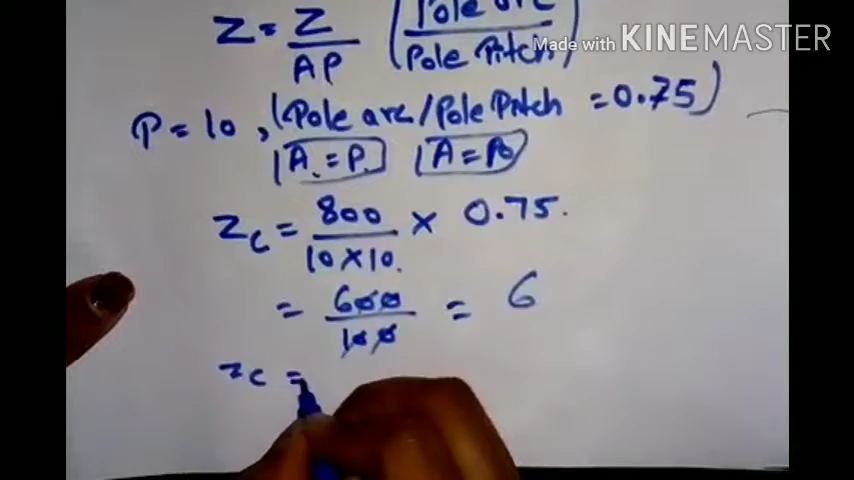 Z = Z / AP (Pole arc / Pole Pitch)
Made with KINEMASTER
P = 10, (Pole arc / Pole Pitch = 0.75)
A = P. A =
Zc = 800 / 10 × 10. × 0.75.
= 600 / 100 = 6
zc =